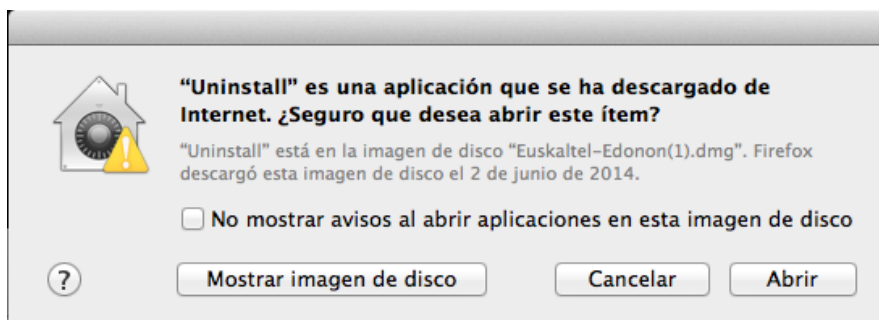 “Uninstall” es una aplicación que se ha descargado de
Internet. ¿Seguro que desea abrir este ítem?
“Uninstall” está en la imagen de disco “Euskaltel-Edonon(1).dmg”. Firefox
descargó esta imagen de disco el 2 de junio de 2014.
No mostrar avisos al abrir aplicaciones en esta imagen de disco
? Mostrar imagen de disco Cancelar Abrir